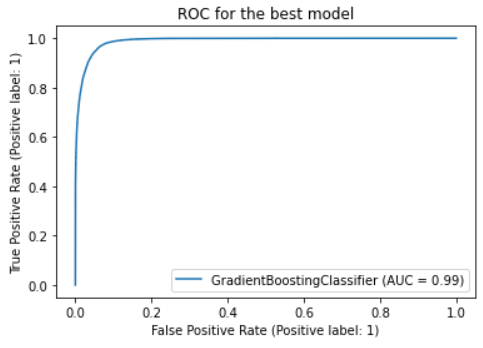 ROC for the best model
True Positive Rate (Positive label: 1)
1.0
0.8
0.6
0.4
0.2
0.0
GradientBoostingClassifier (AUC = 0.99)
0.0 0.2 0.4 0.6 0.8 1.0
False Positive Rate (Positive label: 1)